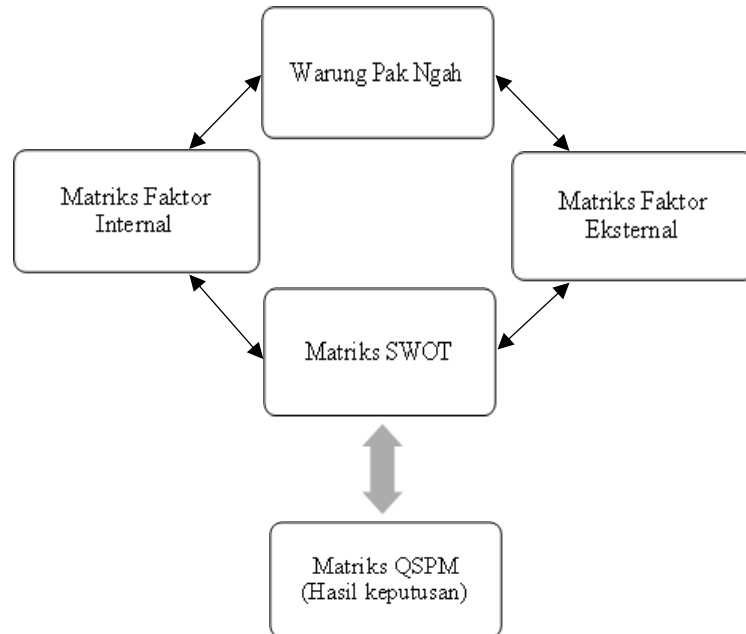 Warung Pak Ngah
Matriks Faktor
Internal
Matriks Faktor
Eksternal
Matriks SWOT
Matriks QSPM
(Hasil keputusan)